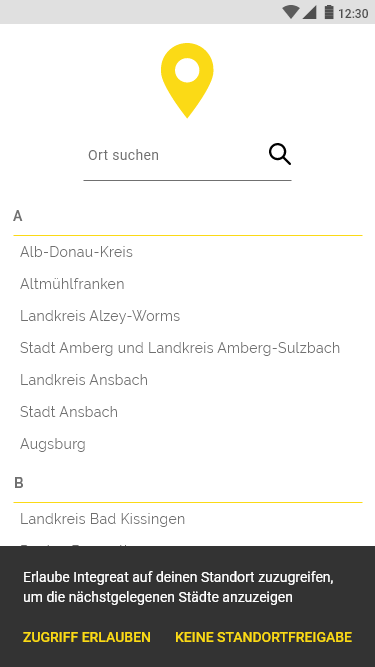 12:30
Ort suchen
A
Alb-Donau-Kreis
Altmühlfranken
Landkreis Alzey-Worms
Stadt Amberg und Landkreis Amberg-Sulzbach
Landkreis Ansbach
Stadt Ansbach
Augsburg
B
Landkreis Bad Kissingen
Erlaube Integreat auf deinen Standort zuzugreifen,
um die nächstgelegenen Städte anzuzeigen
ZUGRIFF ERLAUBEN KEINE STANDORTFREIGABE